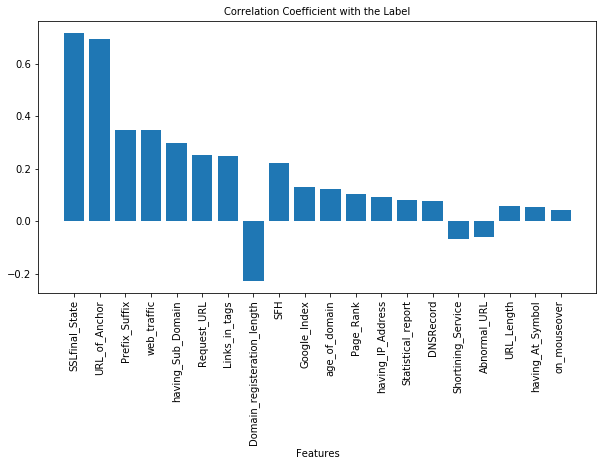 Correlation Coefficient with the Label
0.6
0.4
0.2
0.0
−0.2
SSLfinal_State
URL_of_Anchor
Prefix_Suffix
web_traffic
having_Sub_Domain
Request_URL
Links_in_tags
Domain_registeration_length
SFH
Google_Index
age_of_domain
Page_Rank
having_IP_Address
Statistical_report
DNSRecord
Shortining_Service
Abnormal_URL
URL_Length
having_At_Symbol
on_mouseover
Features